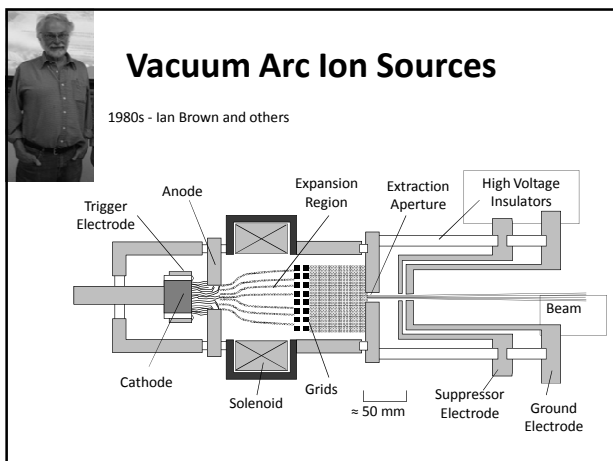 Vacuum Arc Ion Sources
1980s - Ian Brown and others
Trigger
Electrode
Anode
Expansion
Region
Extraction
Aperture
High Voltage
Insulators
Beam
Cathode
Solenoid
Grids
≈ 50 mm
Suppressor
Electrode
Ground
Electrode